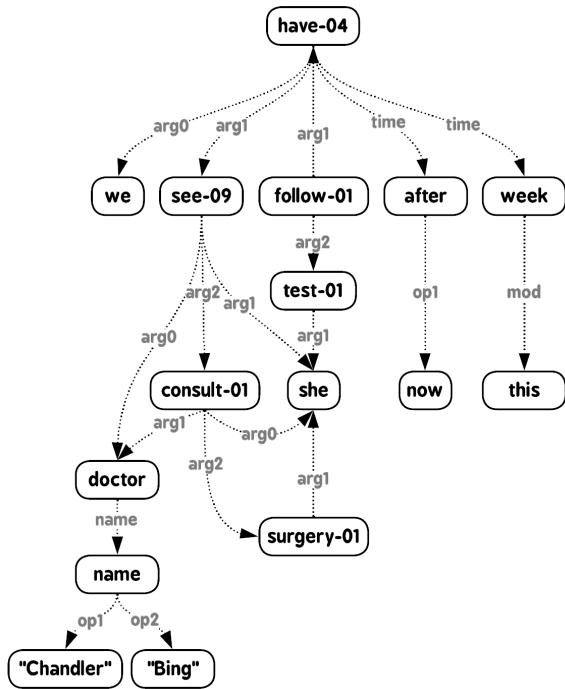 have-04
arg0 arg1 arg1 time time
we see-09 follow-01 after week
arg2
arg2 arg1 test-01 op1 mod
arg0 arg1
consult-01 she now this
arg1 arg0
arg2 arg1
doctor
name surgery-01
name
op1 op2
"Chandler" "Bing"